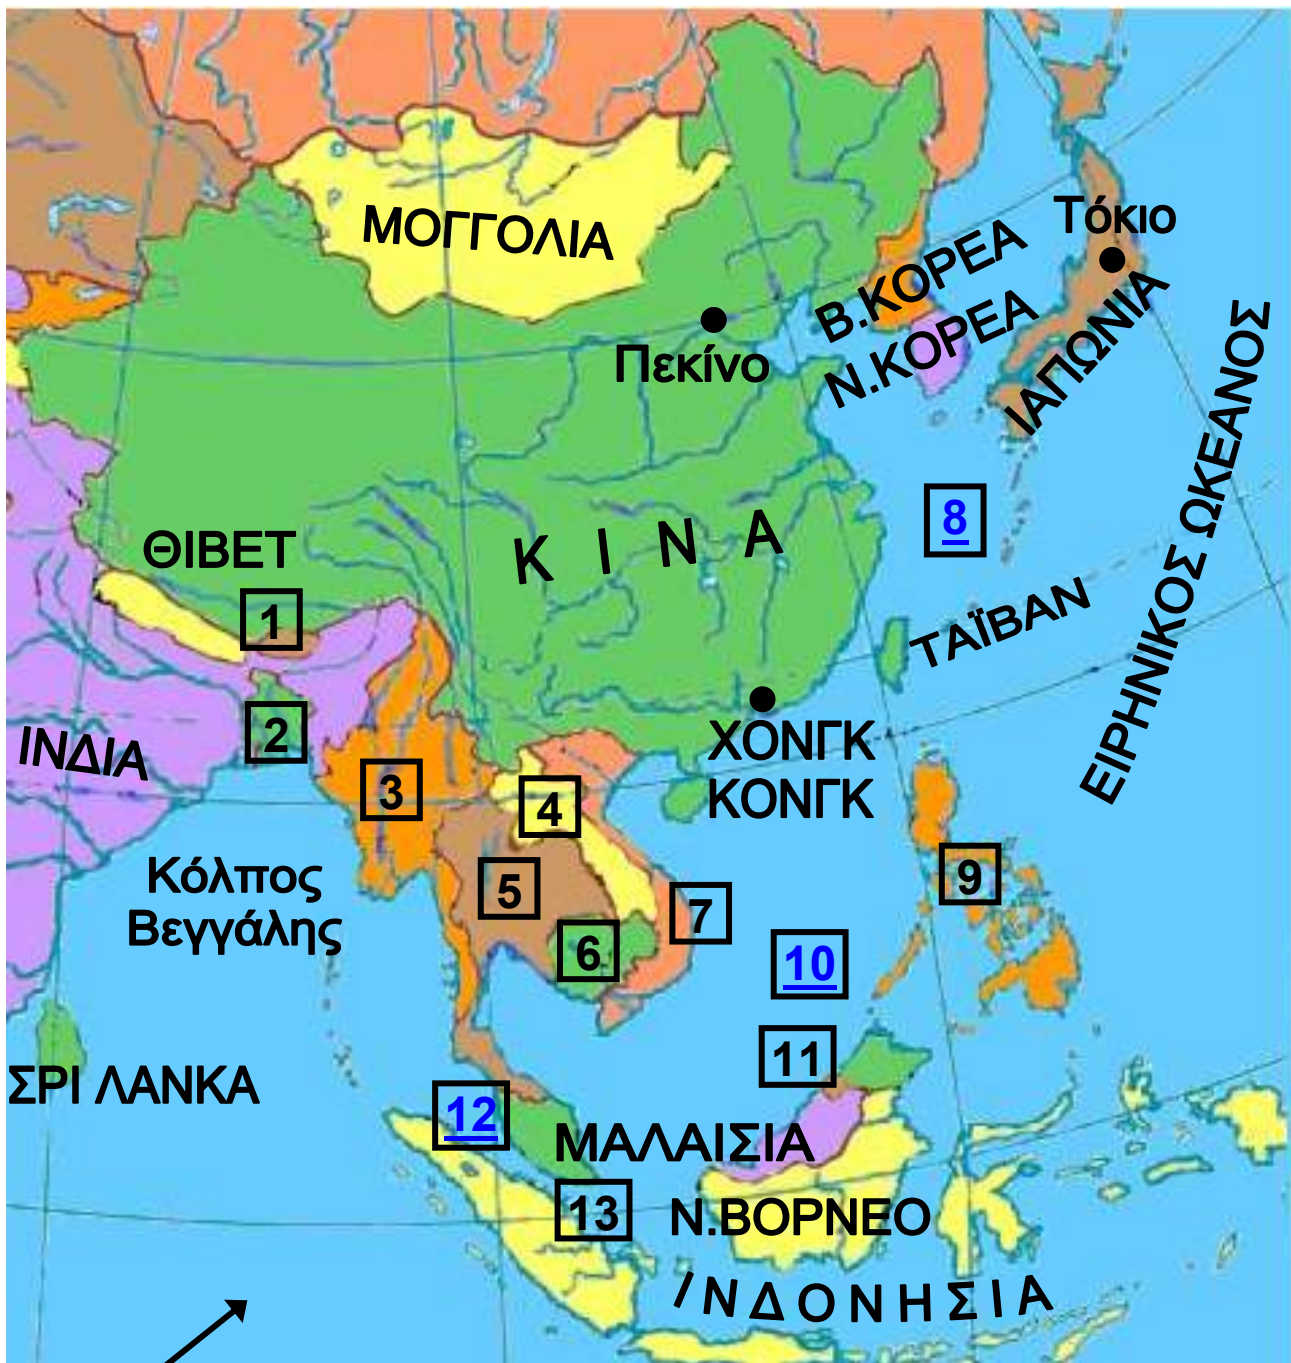 ΜΟΓΓΟΛΙΑ
Τόκιο
Β.ΚΟΡΕΑ
Ν.ΚΟΡΕΑ
ΙΑΠΩΝΙΑ
Πεκίνο
ΕΙΡΗΝΙΚΟΣ ΩΚΕΑΝΟΣ
8
ΚΙΝΑ
ΘΙΒΕΤ
1
ΤΑΪΒΑΝ
2
ΙΝΔΙΑ
ΧΟΝΓΚ
ΚΟΝΓΚ
3
4
5
9
Κόλπος
Βεγγάλης
7
6
10
11
ΣΡΙ ΛΑΝΚΑ
12
ΜΑΛΑΙΣΙΑ
13
Ν.ΒΟΡΝΕΟ
ΙΝΔΟΝΗΣΙΑ